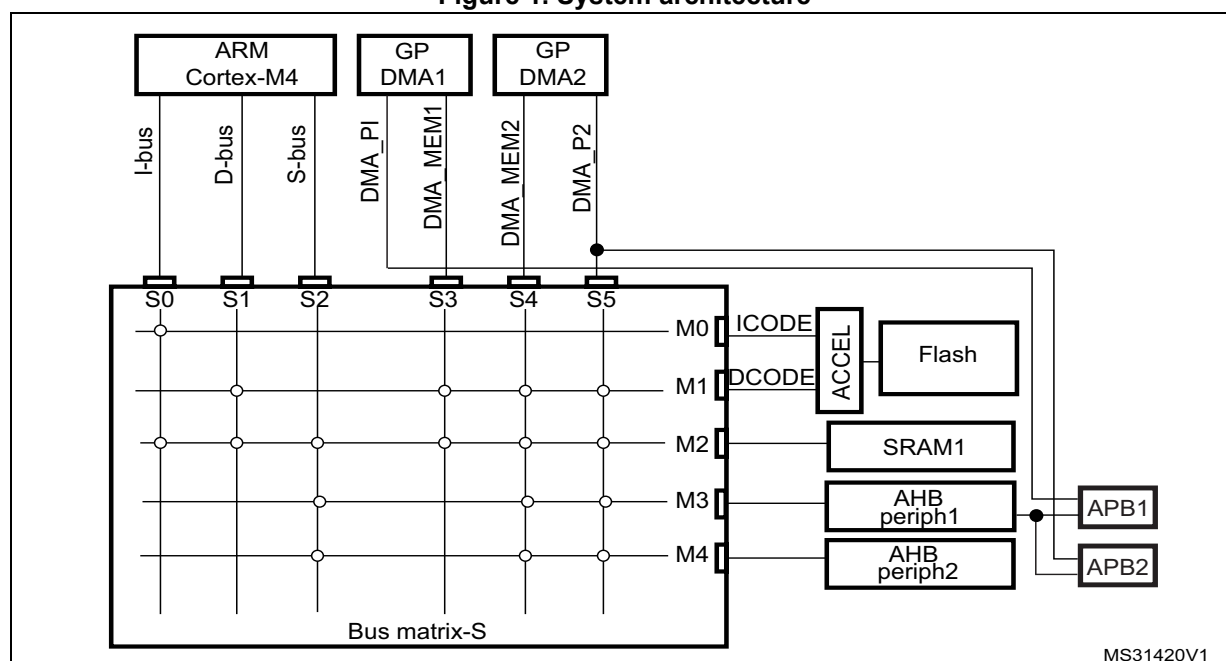 Figure 1. System architecture
ARM
Cortex-M4
GP
DMA1
GP
DMA2
I-bus
D-bus
S-bus
DMA_PI
DMA_MEM1
DMA_MEM2
DMA_P2
S0
S1
S2
S3
S4
S5
M0
ICODE
M1
DCODE
ACCEL
Flash
M2
SRAM1
M3
AHB
periph1
APB1
M4
AHB
periph2
APB2
Bus matrix-S
MS31420V1